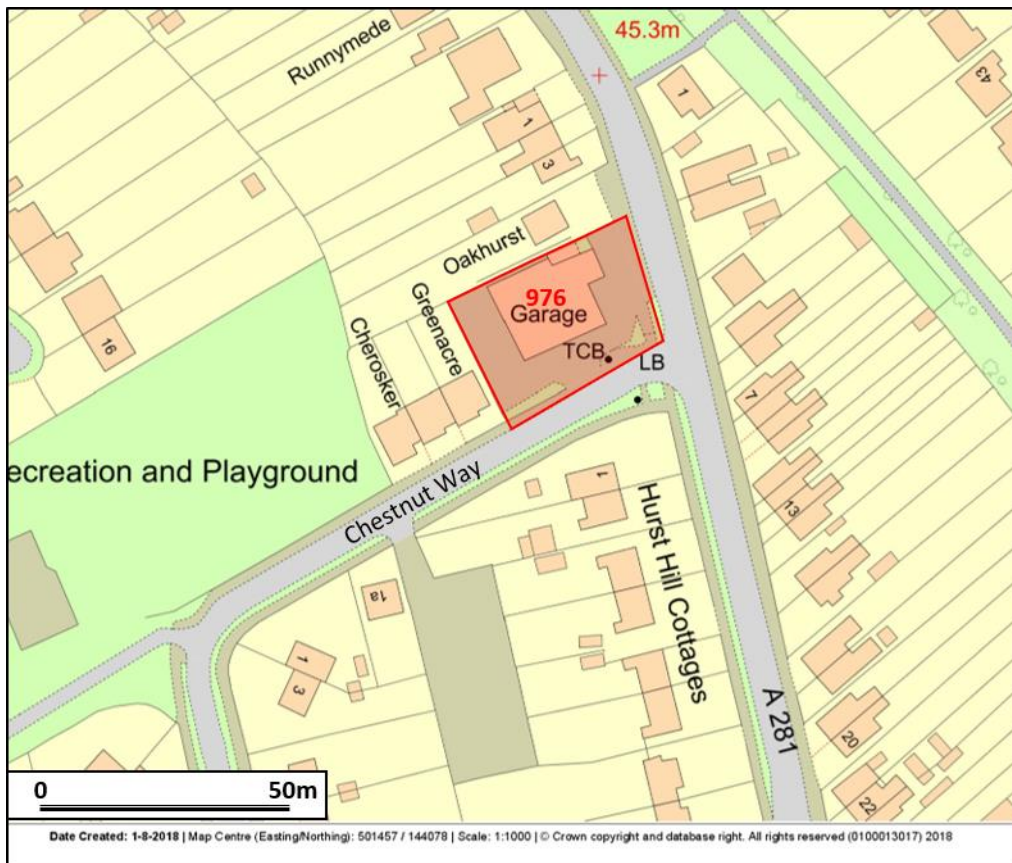 45.3m
Runnymede
43
1
1
3
Oakhurst
976
Garage
Greenacre
TCB
LB
Cherosker
16
7
ecreation and Playground
Chestnut Way
1
13
Hurst Hill Cottages
1a
1
3
A 281
20
22
0 50m
Date Created: 1-8-2018 | Map Centre (Easting/Northing): 501457 / 144078 | Scale: 1:1000 | © Crown copyright and database right. All rights reserved (0100013017) 2018